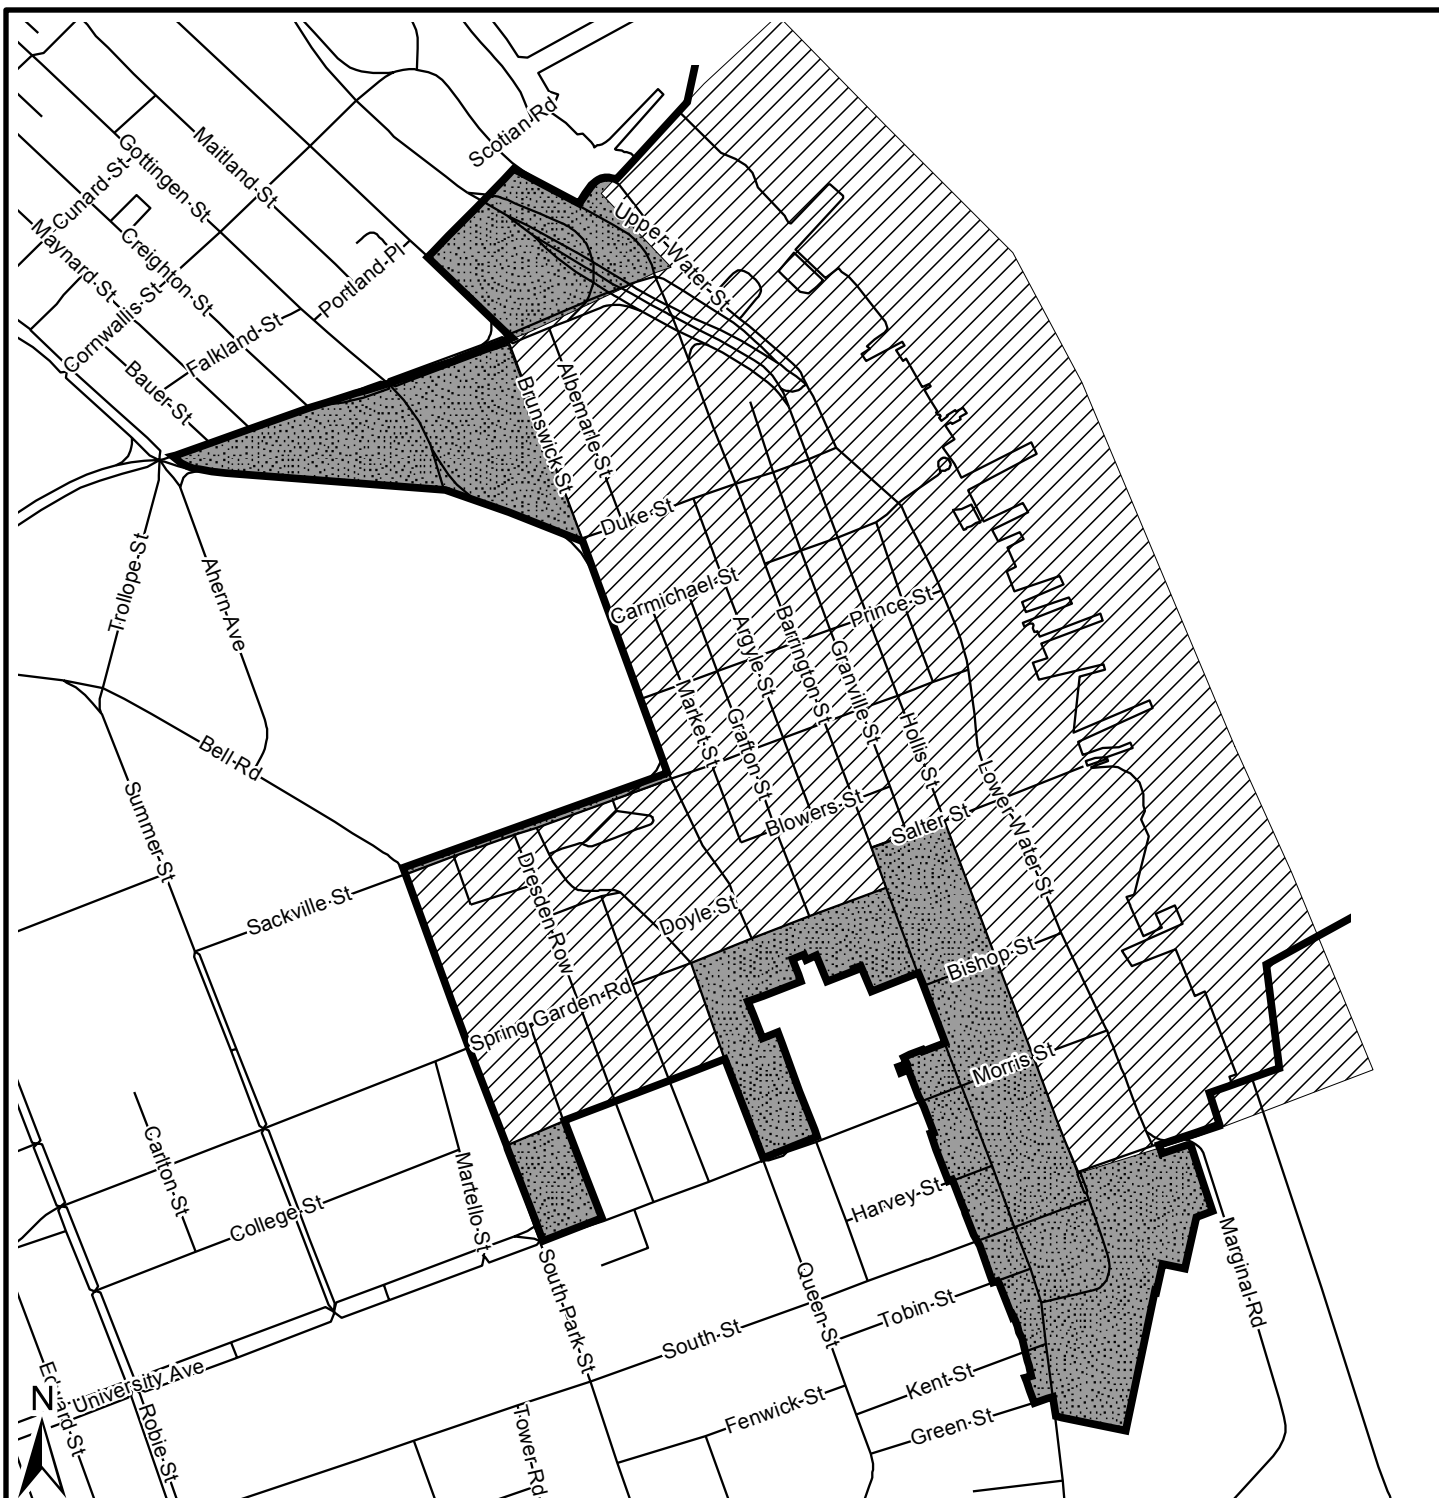 Scotian Rd
Maitland St
Gottingen St
Cunard St
Upper Water St
Maynard St
Creighton St
Portland Pl
Cornwallis St
Falkland St
Bauer St
Albemarle St
Brunswick St
Duke St
Trollope St
Ahern Ave
Carmichael St
Prince St
Argyle St
Barrington St
Granville St
Market St
Grafton St
Hollis St
Bell Rd
Lower Water St
Summer St
Blowers St
Salter St
Dresden Row
Sackville St
Doyle St
Bishop St
Spring Garden Rd
Morris St
Carlton St
Martello St
College St
Harvey St
Marginal Rd
South Park St
Queen St
Tobin St
South St
University Ave
Edward St
N
Robie St
Kent St
Fenwick St
Tower Rd
Green St